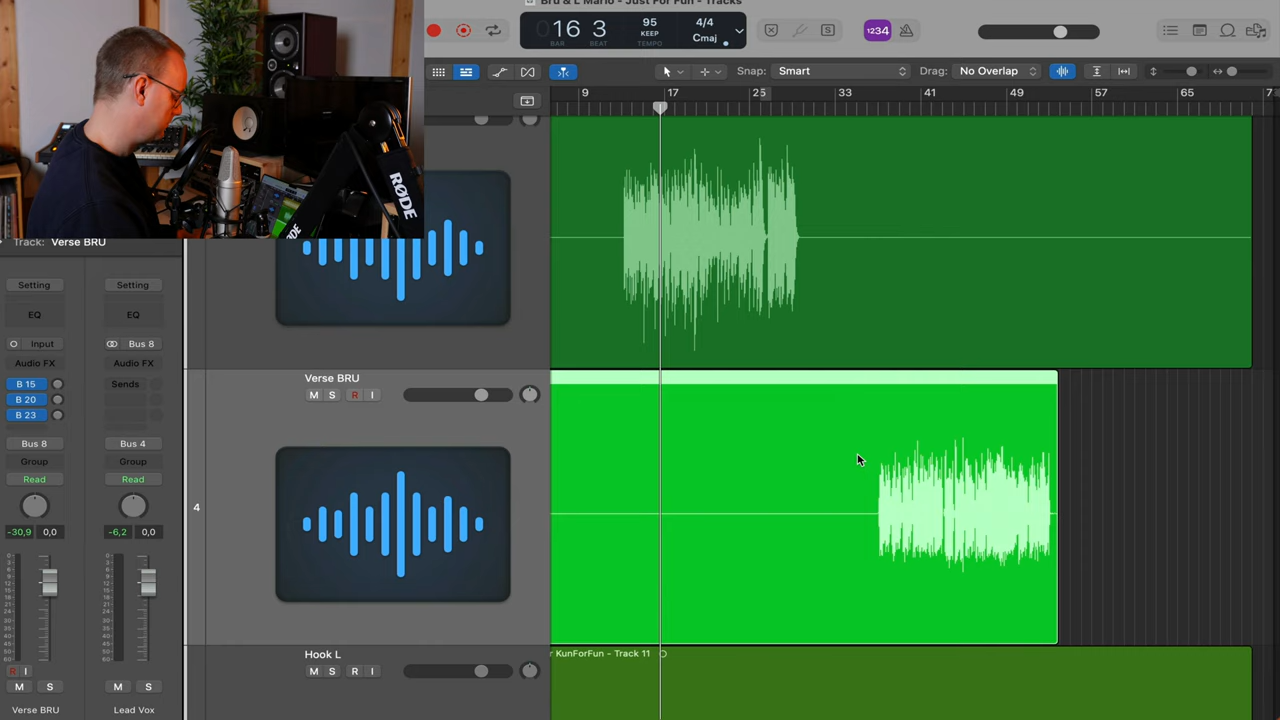 Bru & L Mario - Just For Fun - Tracks
016 3
BAR BEAT
95
KEEP
TEMPO
4/4
Cmaj
1234
S
Snap: Smart
Drag: No Overlap
9 17 25 33 41 49 57 65 7
RØDE
Track: Verse BRU
Setting Setting
EQ EQ
Input Bus 8
Audio FX Audio FX
B 15 Sends
B 20
B 23
Bus 8 Bus 4
Group Group
Read Read
-30,9 0,0 -6,2 0,0
R I
M S M S
Verse BRU Lead Vox
4
Verse BRU
M S R I
Hook L
M S R I
KunForFun - Track 11